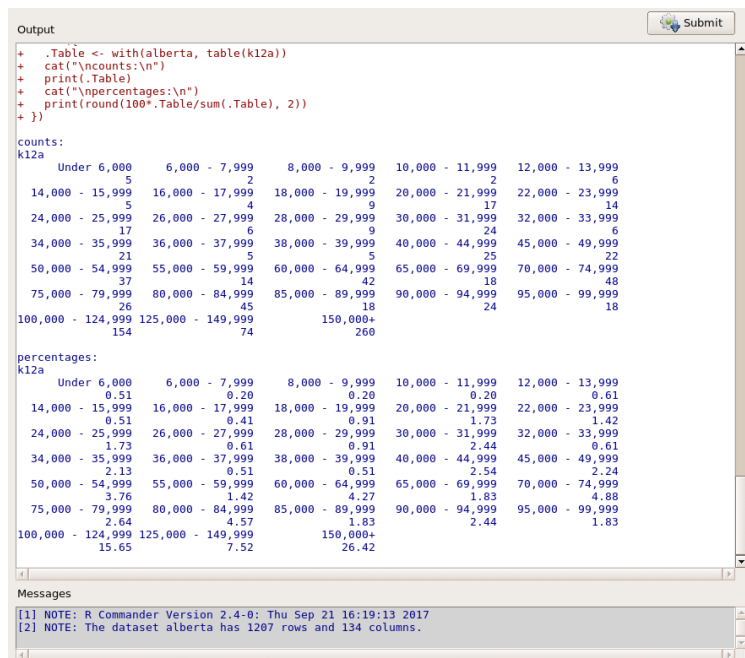 Output
Submit
+   .Table <- with(alberta, table(k12a))
+   cat("\ncounts:\n")
+   print(.Table)
+   cat("\npercentages:\n")
+   print(round(100*.Table/sum(.Table), 2))
+ })
counts:
k12a
      Under 6,000     6,000 - 7,999     8,000 - 9,999   10,000 - 11,999   12,000 - 13,999
                5                 2                 2                 2                 6
  14,000 - 15,999   16,000 - 17,999   18,000 - 19,999   20,000 - 21,999   22,000 - 23,999
                5                 4                 9                17                14
  24,000 - 25,999   26,000 - 27,999   28,000 - 29,999   30,000 - 31,999   32,000 - 33,999
               17                 6                 9                24                 6
  34,000 - 35,999   36,000 - 37,999   38,000 - 39,999   40,000 - 44,999   45,000 - 49,999
               21                 5                 5                25                22
  50,000 - 54,999   55,000 - 59,999   60,000 - 64,999   65,000 - 69,999   70,000 - 74,999
               37                14                42                18                48
  75,000 - 79,999   80,000 - 84,999   85,000 - 89,999   90,000 - 94,999   95,000 - 99,999
               26                45                18                24                18
100,000 - 124,999 125,000 - 149,999          150,000+
              154                74               260
percentages:
k12a
      Under 6,000     6,000 - 7,999     8,000 - 9,999   10,000 - 11,999   12,000 - 13,999
             0.51              0.20              0.20              0.20              0.61
  14,000 - 15,999   16,000 - 17,999   18,000 - 19,999   20,000 - 21,999   22,000 - 23,999
             0.51              0.41              0.91              1.73              1.42
  24,000 - 25,999   26,000 - 27,999   28,000 - 29,999   30,000 - 31,999   32,000 - 33,999
             1.73              0.61              0.91              2.44              0.61
  34,000 - 35,999   36,000 - 37,999   38,000 - 39,999   40,000 - 44,999   45,000 - 49,999
             2.13              0.51              0.51              2.54              2.24
  50,000 - 54,999   55,000 - 59,999   60,000 - 64,999   65,000 - 69,999   70,000 - 74,999
             3.76              1.42              4.27              1.83              4.88
  75,000 - 79,999   80,000 - 84,999   85,000 - 89,999   90,000 - 94,999   95,000 - 99,999
             2.64              4.57              1.83              2.44              1.83
100,000 - 124,999 125,000 - 149,999          150,000+
            15.65              7.52             26.42
Messages
[1] NOTE: R Commander Version 2.4-0: Thu Sep 21 16:19:13 2017
[2] NOTE: The dataset alberta has 1207 rows and 134 columns.